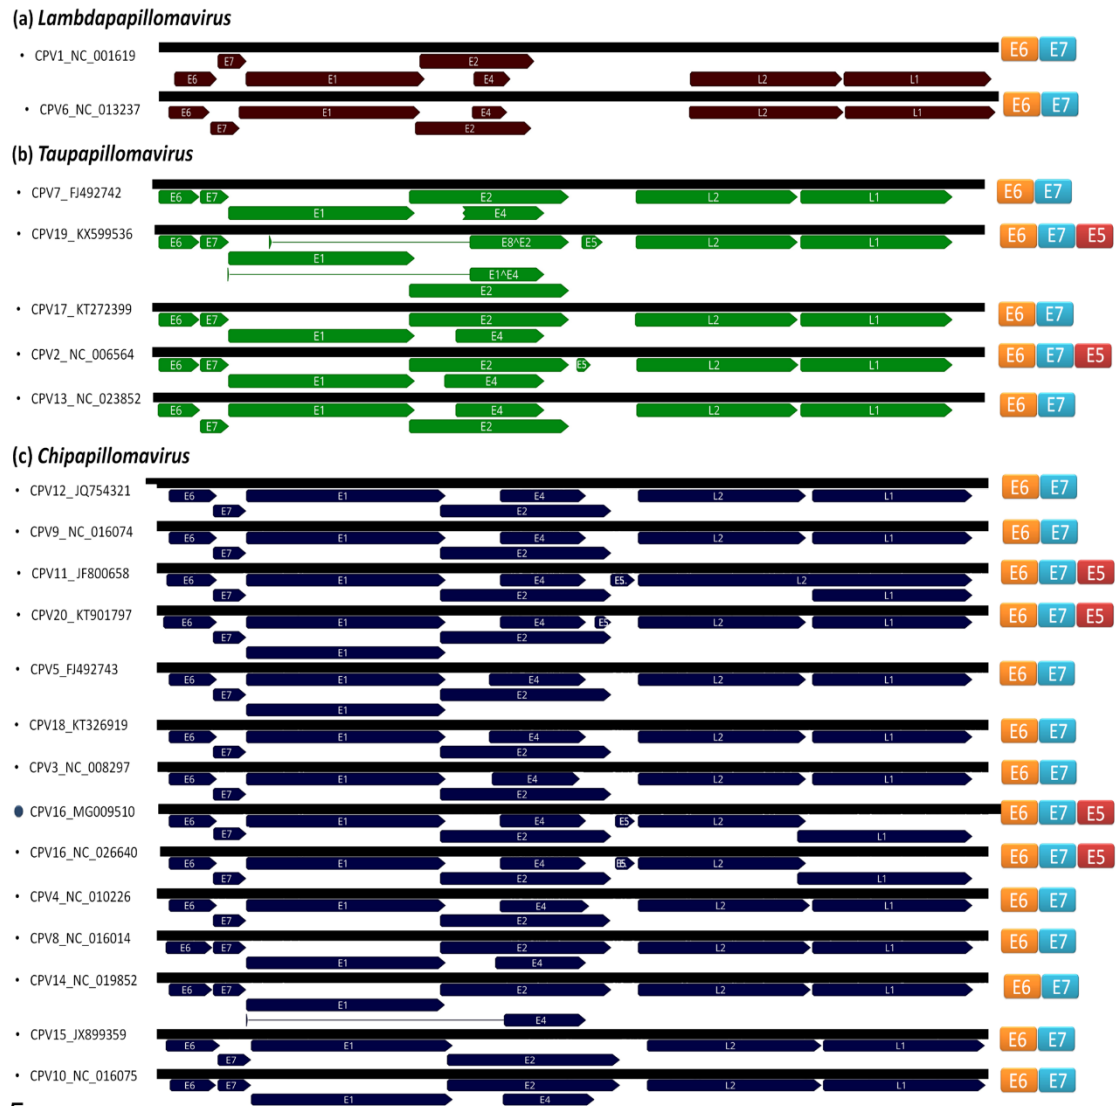 (a) Lambdapapillomavirus
• CPV1_NC_001619
E7 E2 E6 E7
E6 E1 E4 L2 L1
• CPV6_NC_013237
E6 E1 E4 L2 L1 E6 E7
E7 E2
(b) Taupapillomavirus
• CPV7_FJ492742
E6 E7 E2 L2 L1 E6 E7
E1 E4
• CPV19_KX599536
E6 E7 E8^E2 E5 L2 L1 E6 E7 E5
E1
E1^E4
E2
• CPV17_KT272399
E6 E7 E2 L2 L1 E6 E7
E1 E4
• CPV2_NC_006564
E6 E7 E2 E5 L2 L1 E6 E7 E5
E1 E4
• CPV13_NC_023852
E6 E1 E4 L2 L1 E6 E7
E7 E2
(c) Chipapillomavirus
• CPV12_JQ754321
E6 E1 E4 L2 L1 E6 E7
E7 E2
• CPV9_NC_016074
E6 E1 E4 L2 L1 E6 E7
E7 E2
• CPV11_JF800658
E6 E1 E4 E5. L2 E6 E7 E5
E7 E2 L1
• CPV20_KT901797
E6 E1 E4 E5 L2 L1 E6 E7 E5
E7 E2
E1
• CPV5_FJ492743
E6 E1 E4 L2 L1 E6 E7
E7 E2
E1
• CPV18_KT326919
E6 E1 E4 L2 L1 E6 E7
E7 E2
• CPV3_NC_008297
E6 E1 E4 L2 L1 E6 E7
E7 E2
• CPV16_MG009510
E6 E1 E4 E5 L2 E6 E7 E5
E7 E2 L1
• CPV16_NC_026640
E6 E1 E4 E5. L2 E6 E7 E5
E7 E2 L1
• CPV4_NC_010226
E6 E1 E4 L2 L1 E6 E7
E7 E2
• CPV8_NC_016014
E6 E7 E2 L2 L1 E6 E7
E1 E4
• CPV14_NC_019852
E6 E7 E2 L2 L1 E6 E7
E1
E4
• CPV15_JX899359
E6 E1 L2 L1 E6 E7
E7 E2
• CPV10_NC_016075
E6 E7 E2 L2 L1 E6 E7
E1 E4